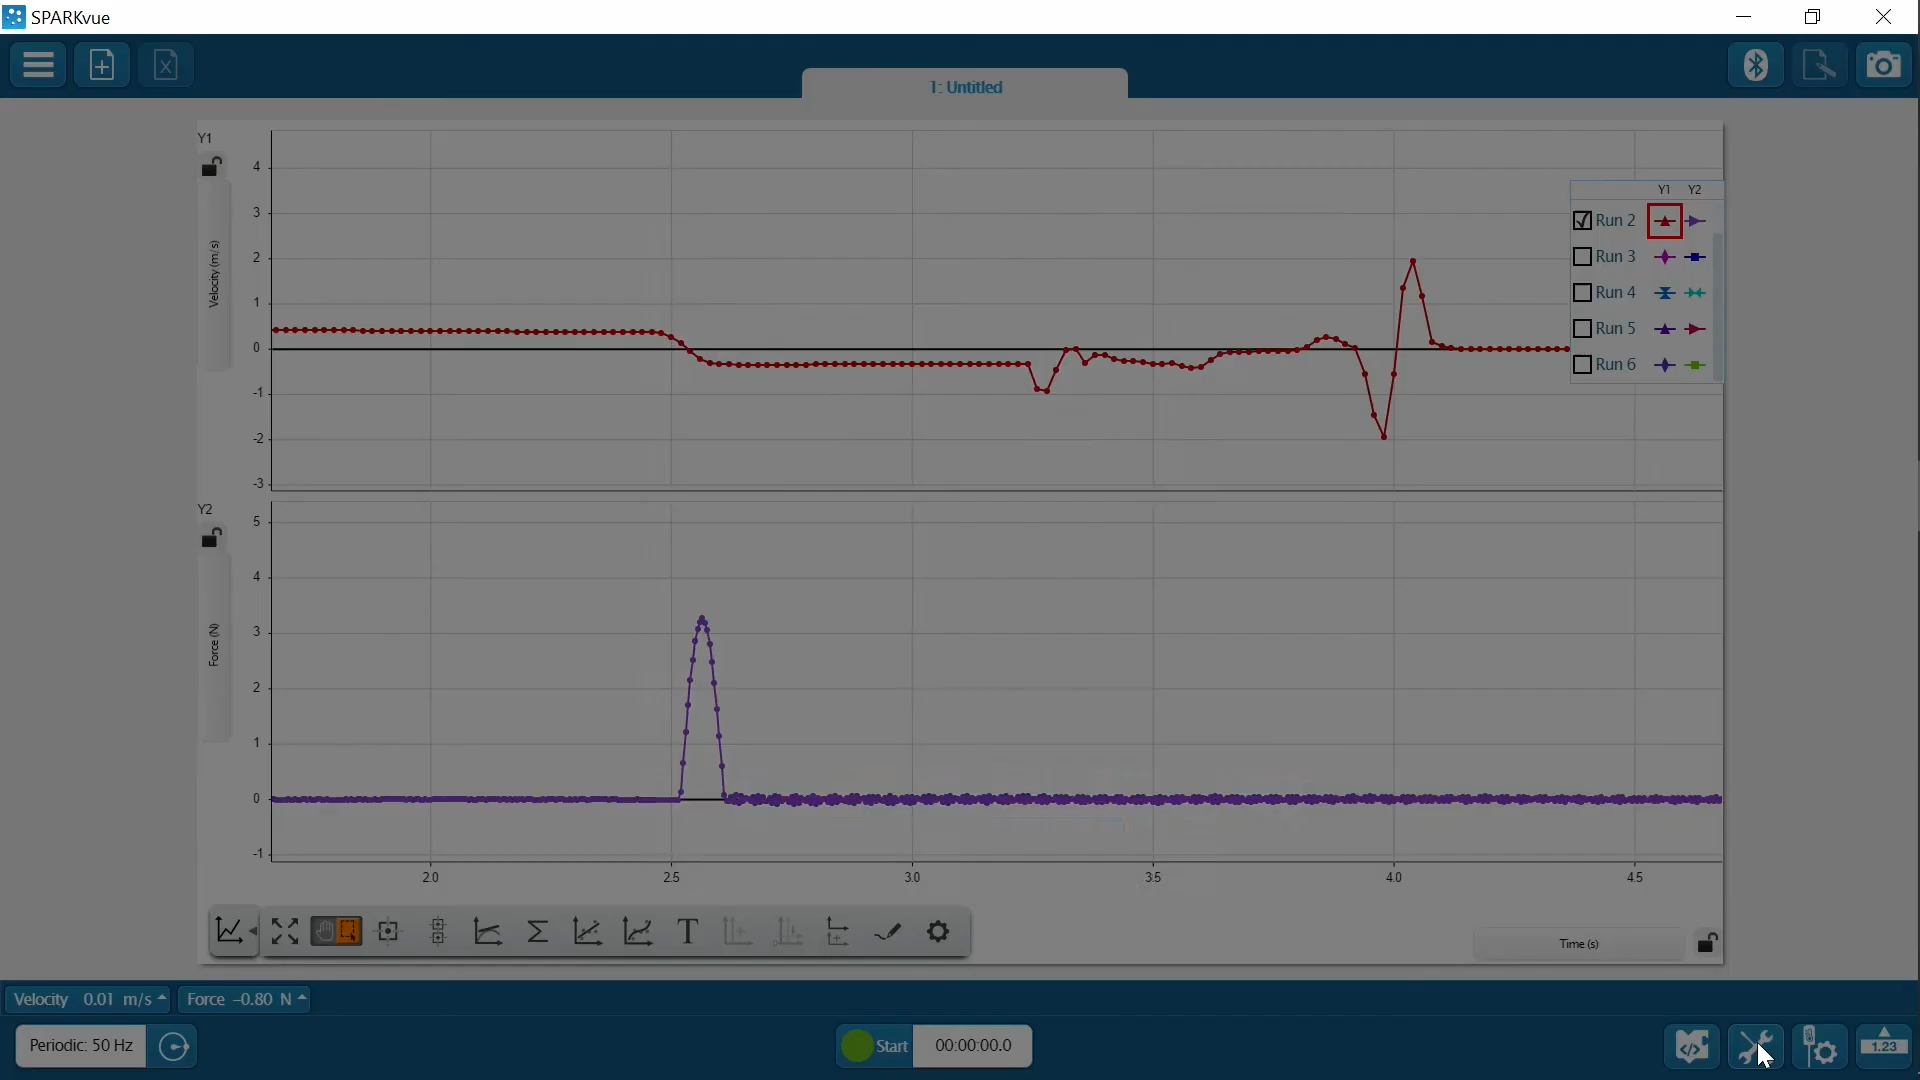 SPARKvue
1: Untitled
Y1
4
3
2
1
0
-1
-2
-3
Velocity (m/s)
Y1 Y2
Run 2
Run 3
Run 4
Run 5
Run 6
Y2
5
4
3
2
1
0
-1
Force (N)
2.0 2.5 3.0 3.5 4.0 4.5
Σ T
Time (s)
Velocity 0.01 m/s Force -0.80 N
Periodic: 50 Hz
Start 00:00:00.0
</> 1.23